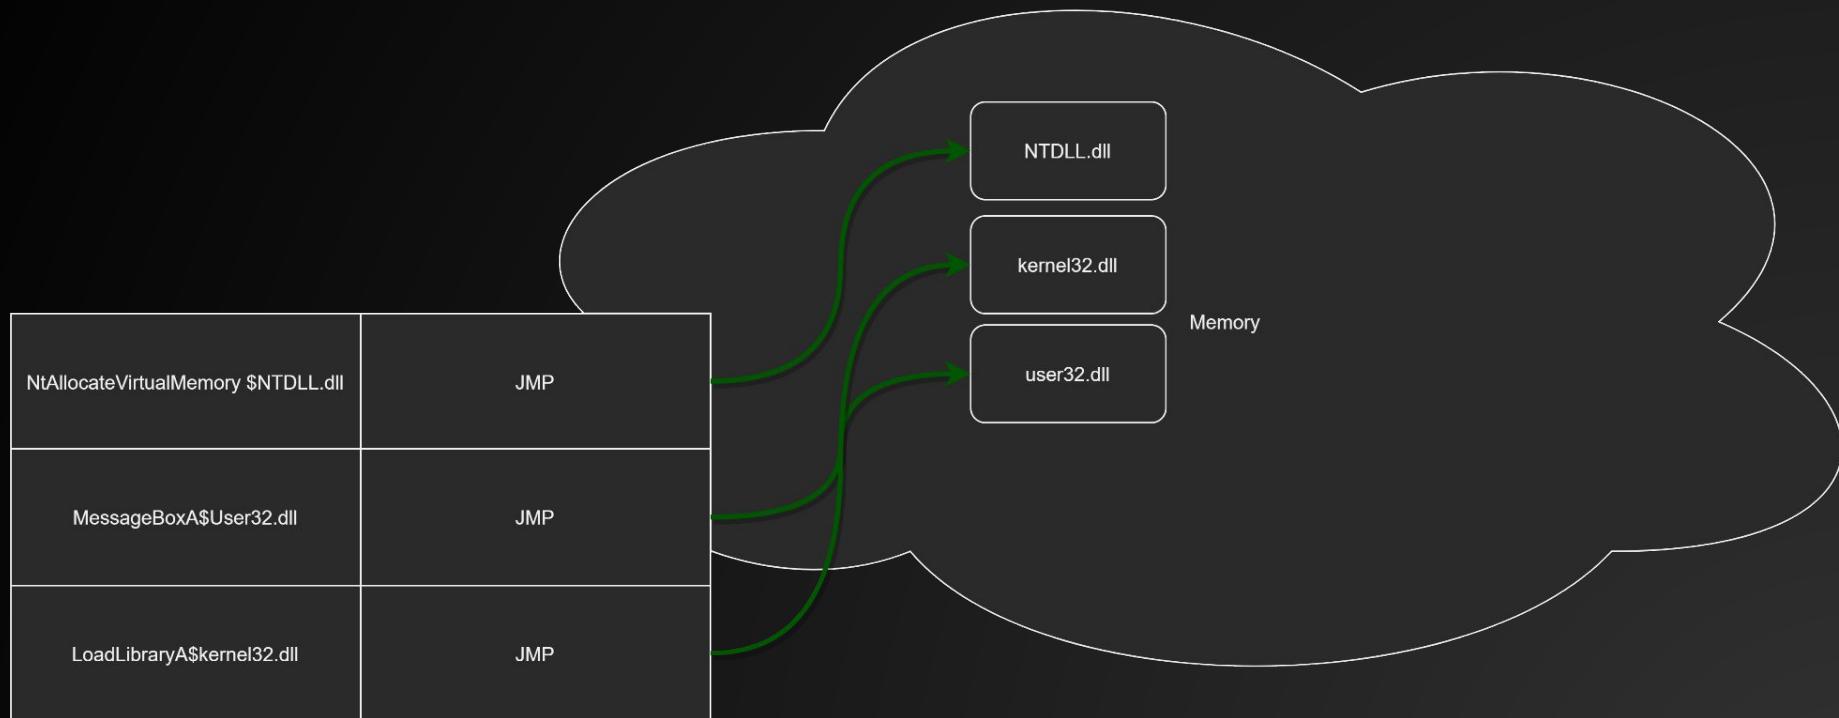 NTDLL.dll
kernel32.dll
Memory
user32.dll
NtAllocateVirtualMemory $NTDLL.dll
JMP
MessageBoxA$User32.dll
JMP
LoadLibraryA$kernel32.dll
JMP